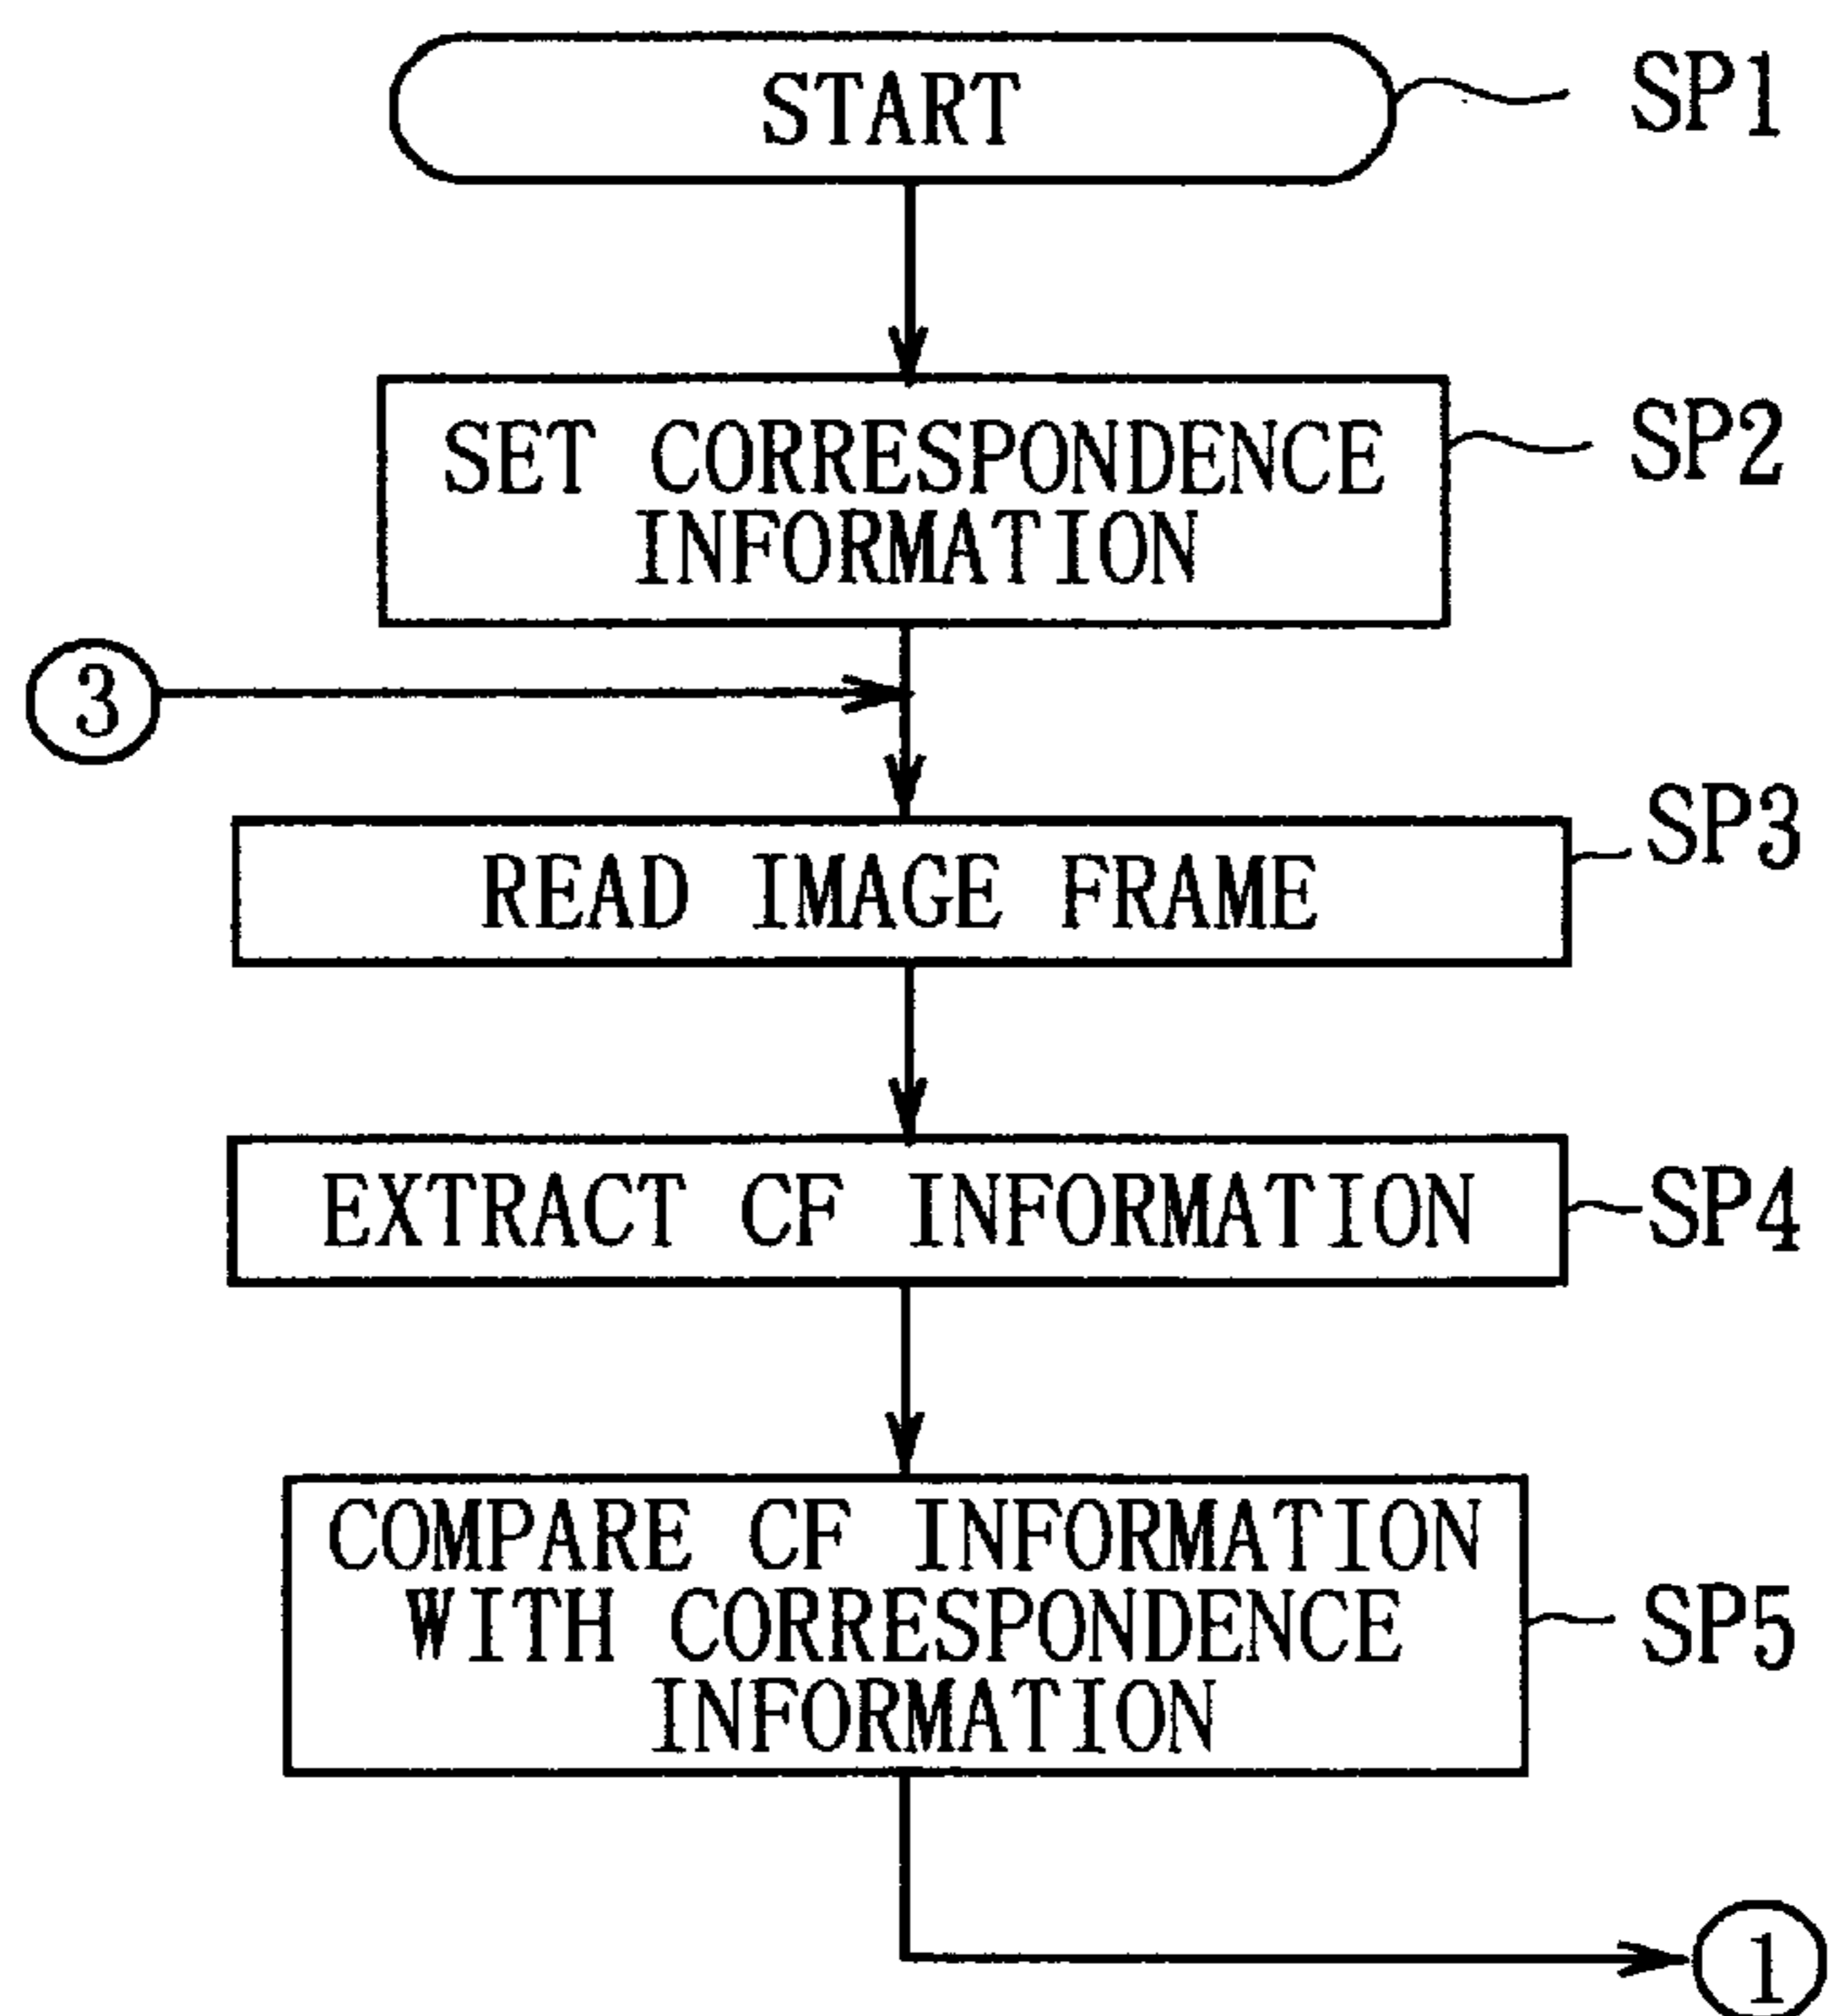 START
SP1
SET CORRESPONDENCE
INFORMATION
SP2
3
READ IMAGE FRAME
SP3
EXTRACT CF INFORMATION
SP4
COMPARE CF INFORMATION
WITH CORRESPONDENCE
INFORMATION
SP5
1